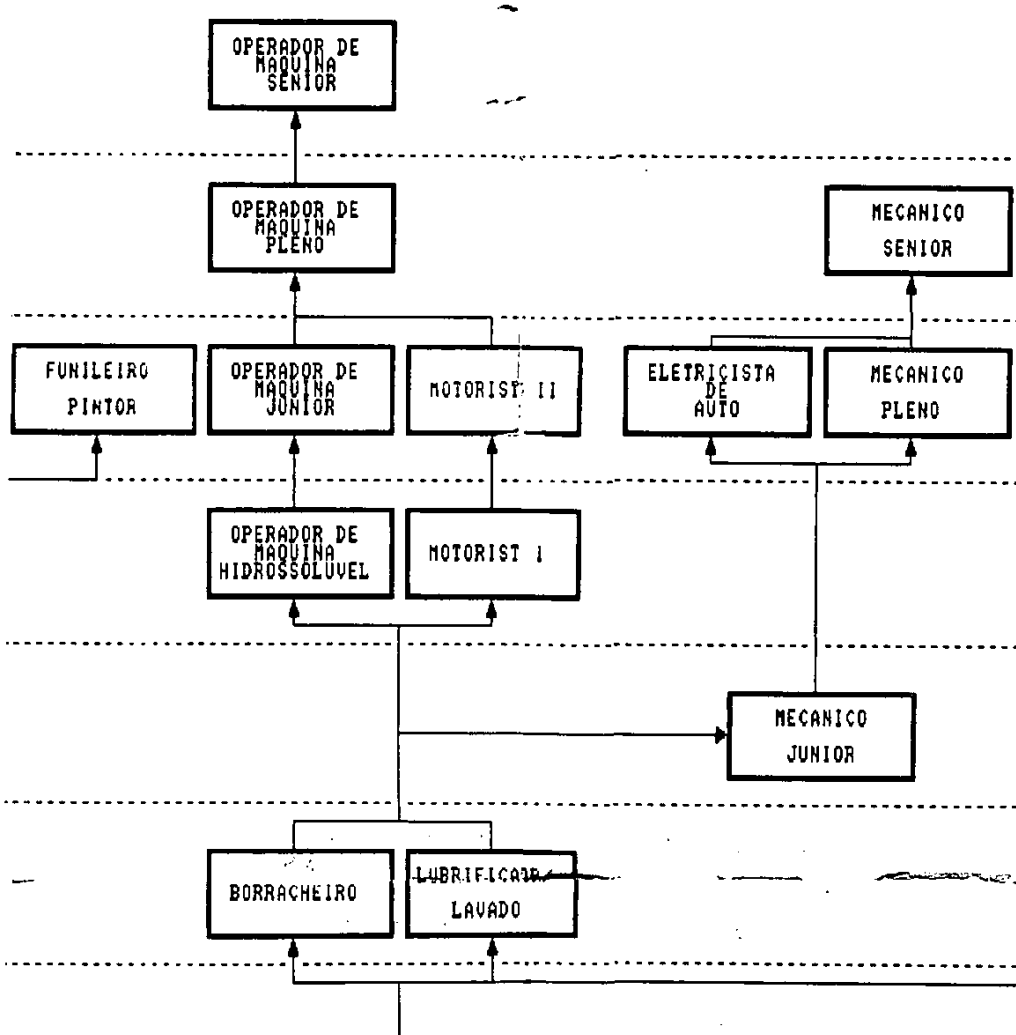 OPERADOR DE
MAQUINA
SENIOR
OPERADOR DE
MAQUINA
PLENO
MECANICO
SENIOR
FUNILEIRO
PINTOR
OPERADOR DE
MAQUINA
JUNIOR
MOTORIST II
ELETRICISTA
DE
AUTO
MECANICO
PLENO
OPERADOR DE
MAQUINA
HIDROSSOLUVEL
MOTORIST I
MECANICO
JUNIOR
BORRACHEIRO
LUBRIFICADR/
LAVADO